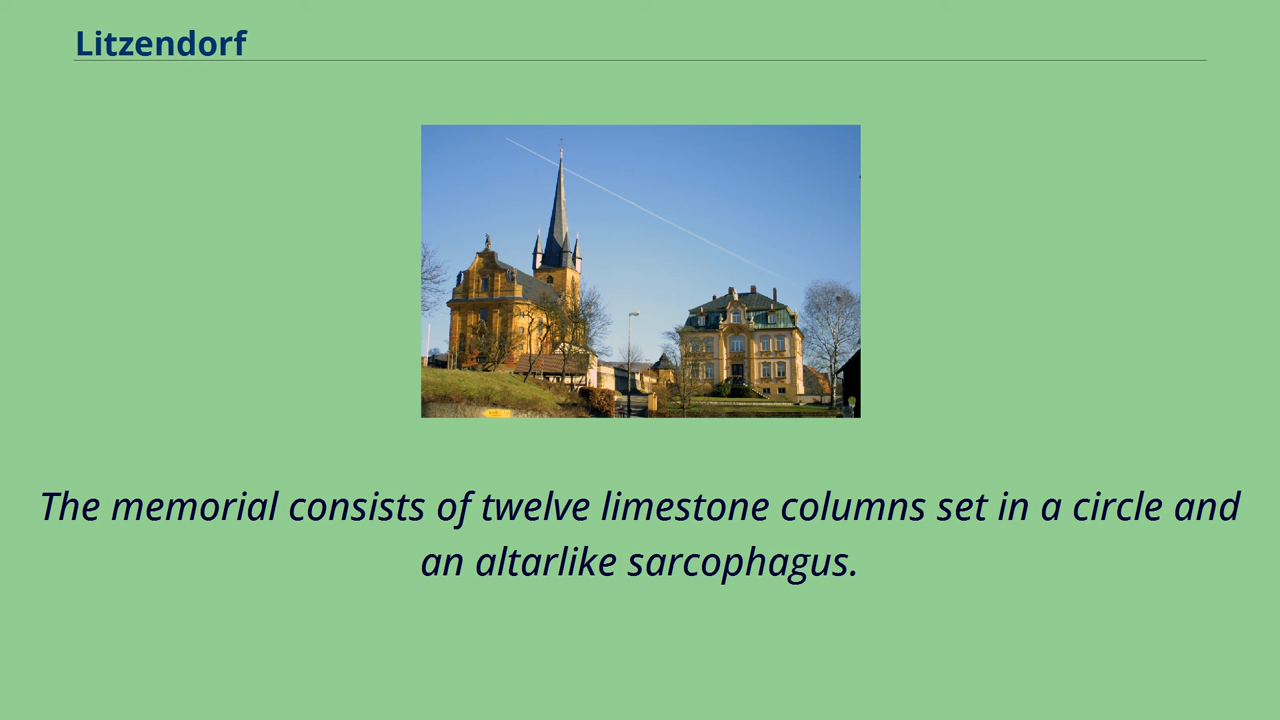 Litzendorf
The memorial consists of twelve limestone columns set in a circle and
an altarlike sarcophagus.